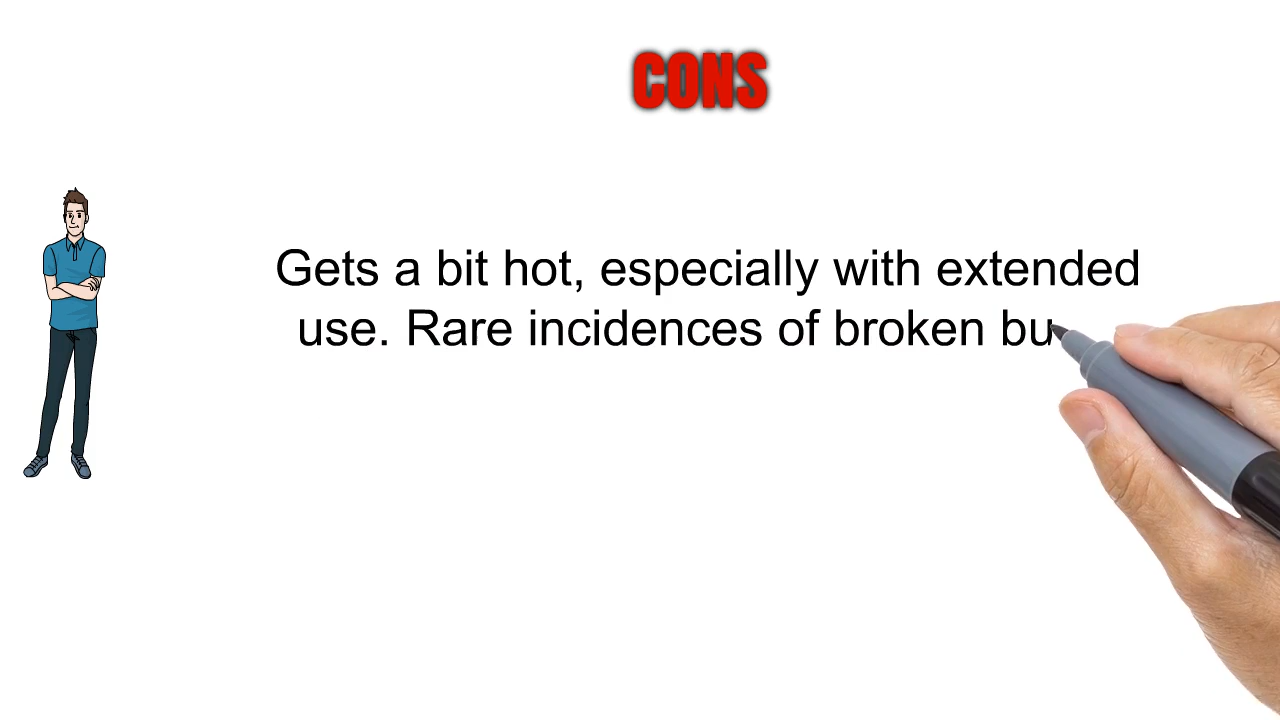 CONS
Gets a bit hot, especially with extended
use. Rare incidences of broken bu